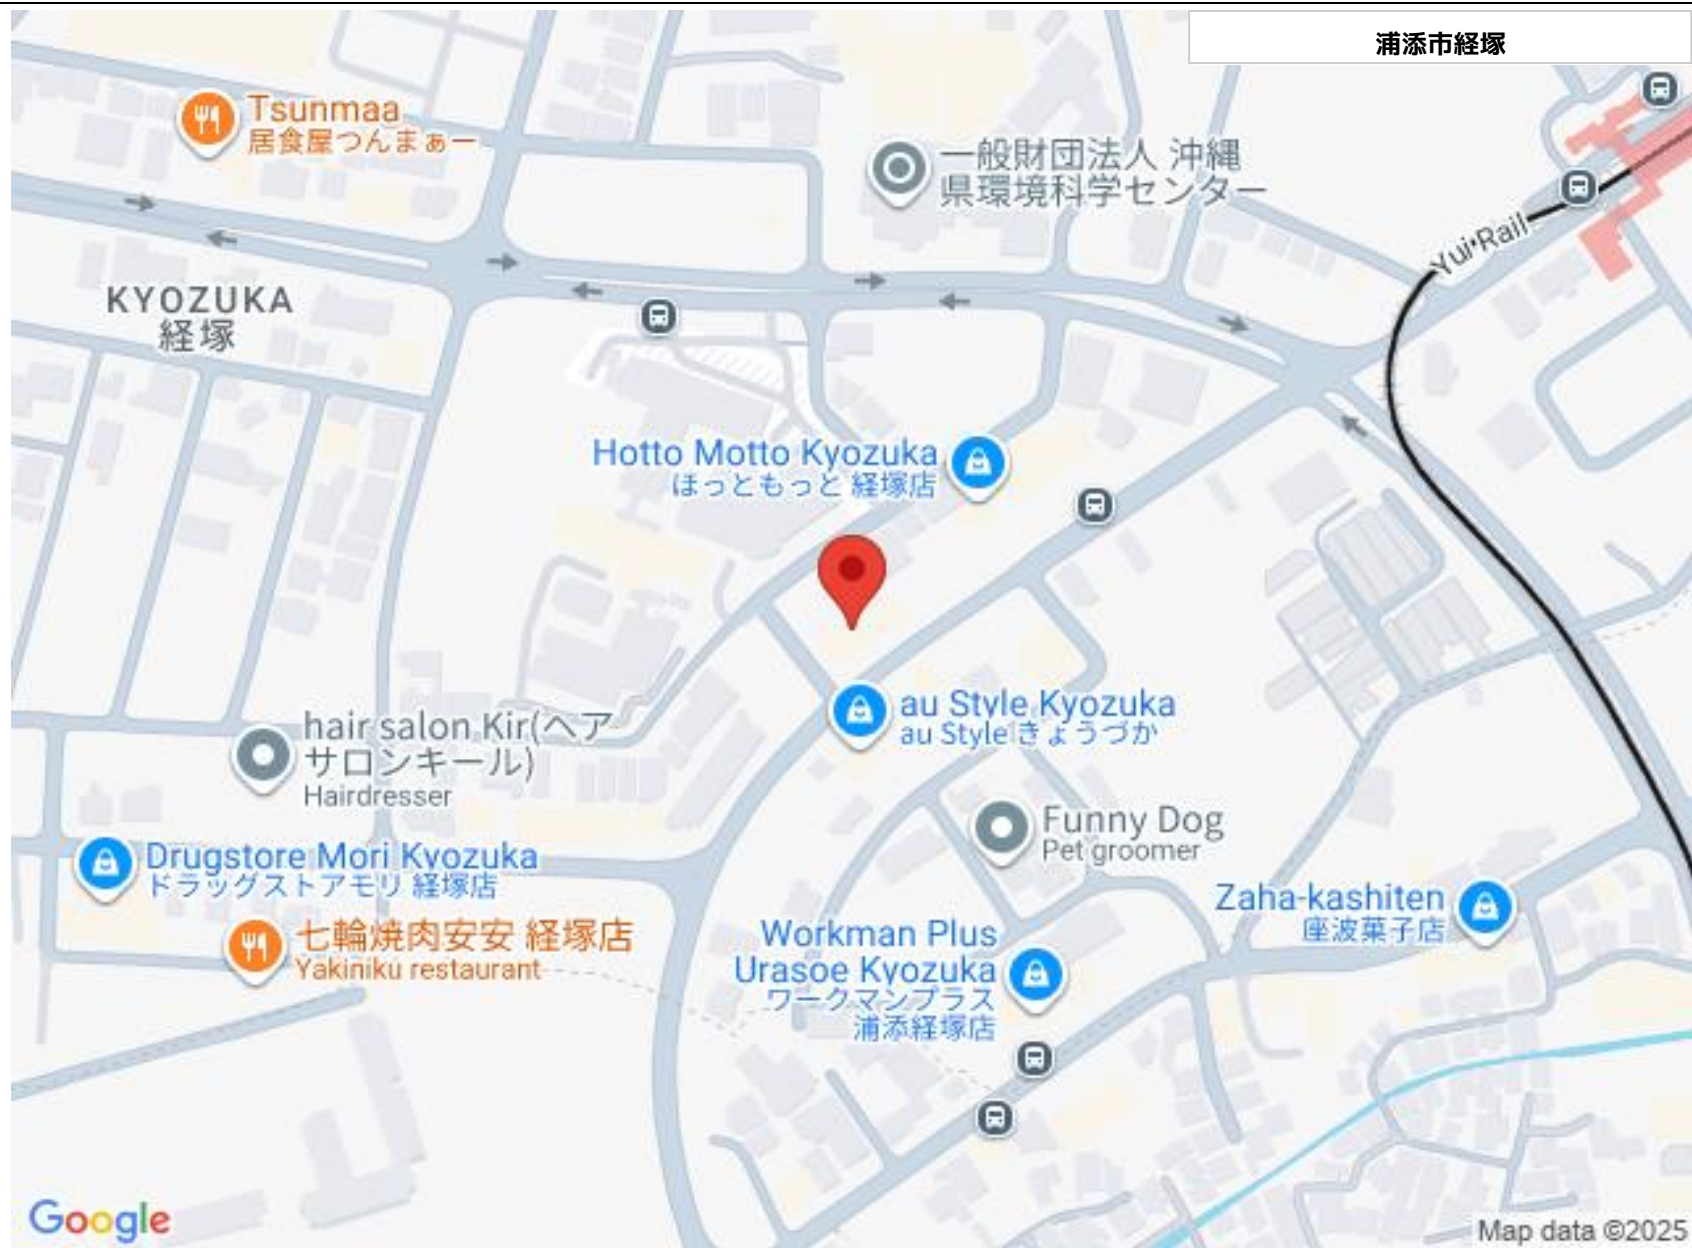 浦添市経塚
Tsunmaa
居食屋つんまぁー
一般財団法人 沖縄
県環境科学センター
Yui Rail
KYOZUKA
経塚
Hotto Motto Kyozuka
ほっともっと 経塚店
au Style Kyozuka
au Style きょうづか
hair salon Kir(ヘア
サロンキール)
Hairdresser
Funny Dog
Pet groomer
Drugstore Mori Kyozuka
ドラッグストアモリ 経塚店
Zaha-kashiten
座波菓子店
七輪焼肉安安 経塚店
Yakiniku restaurant
Workman Plus
Urasoe Kyozuka
ワークマンプラス
浦添経塚店
Google
Map data ©2025